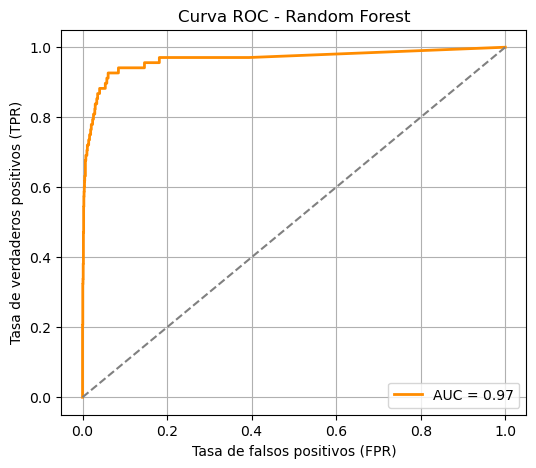 Curva ROC - Random Forest
Tasa de verdaderos positivos (TPR)
1.0
0.8
0.6
0.4
0.2
0.0
AUC = 0.97
0.0 0.2 0.4 0.6 0.8 1.0
Tasa de falsos positivos (FPR)